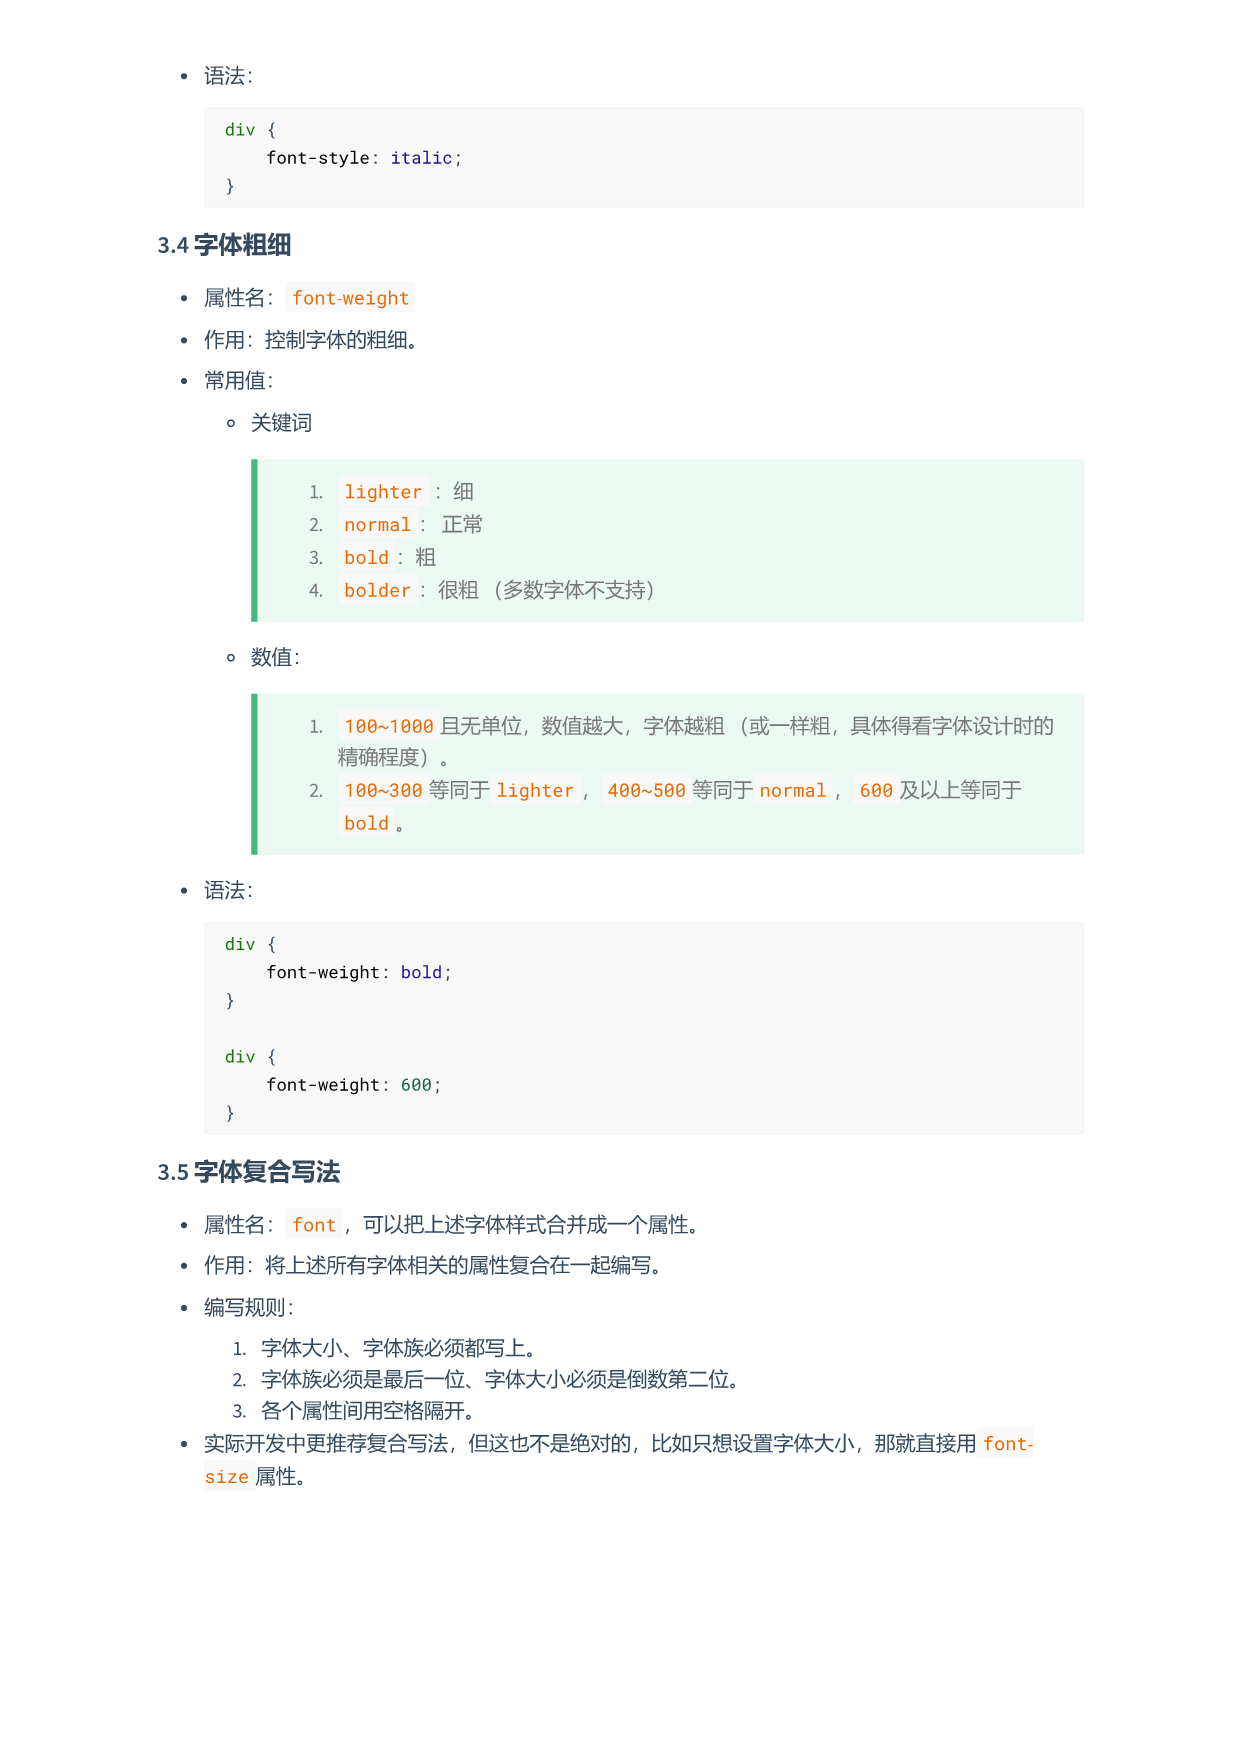 • 语法：
div {
    font-style: italic;
}
3.4 字体粗细
• 属性名： font-weight
• 作用：控制字体的粗细。
• 常用值：
◦ 关键词
1. lighter ：细
2. normal ： 正常
3. bold ：粗
4. bolder ：很粗 （多数字体不支持）
◦ 数值：
1. 100~1000 且无单位，数值越大，字体越粗 （或一样粗，具体得看字体设计时的
精确程度）。
2. 100~300 等同于 lighter ， 400~500 等同于 normal ， 600 及以上等同于
bold 。
• 语法：
div {
    font-weight: bold;
}
div {
    font-weight: 600;
}
3.5 字体复合写法
• 属性名： font ，可以把上述字体样式合并成一个属性。
• 作用：将上述所有字体相关的属性复合在一起编写。
• 编写规则：
1. 字体大小、字体族必须都写上。
2. 字体族必须是最后一位、字体大小必须是倒数第二位。
3. 各个属性间用空格隔开。
• 实际开发中更推荐复合写法，但这也不是绝对的，比如只想设置字体大小，那就直接用 font-
size 属性。